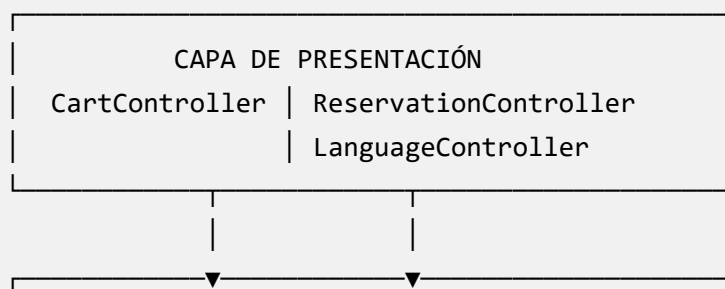 CAPA DE PRESENTACIÓN
CartController | ReservationController
| LanguageController